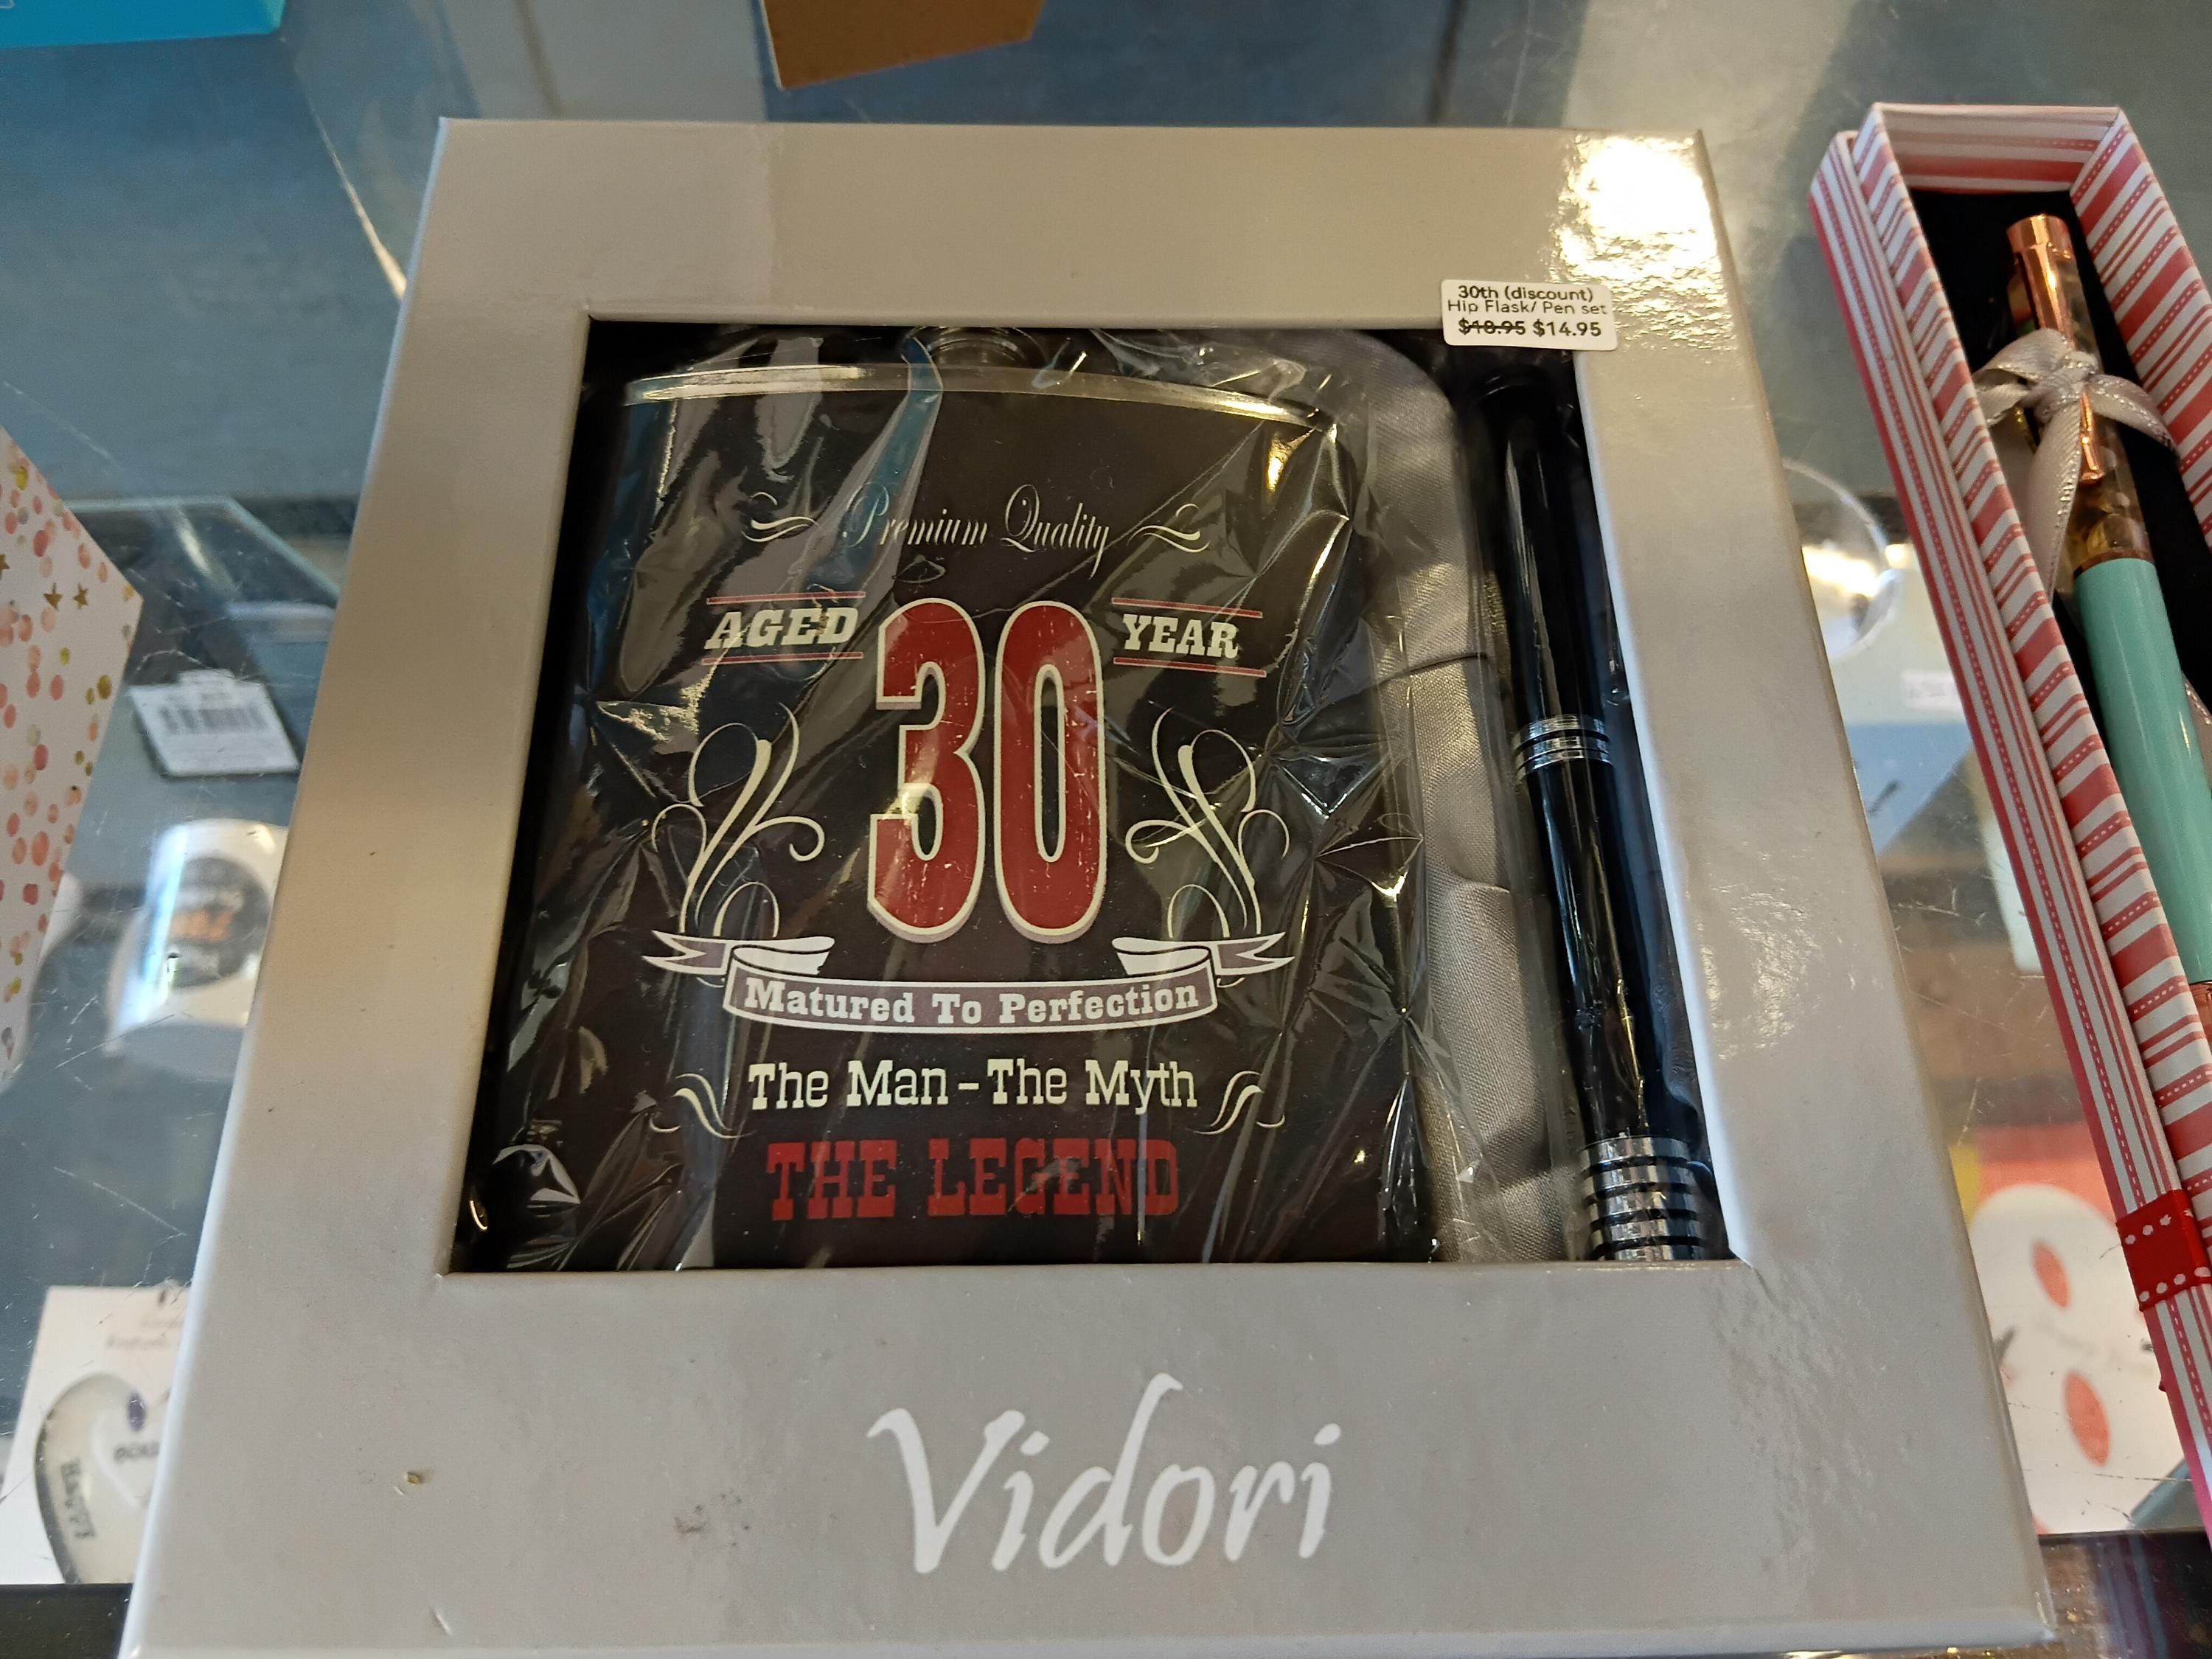 30th (discount)
Hip Flask/ Pen set
$18.95 $14.95
Premium Quality
AGED 30 YEAR
Matured To Perfection
The Man - The Myth
THE LEGEND
Vidori